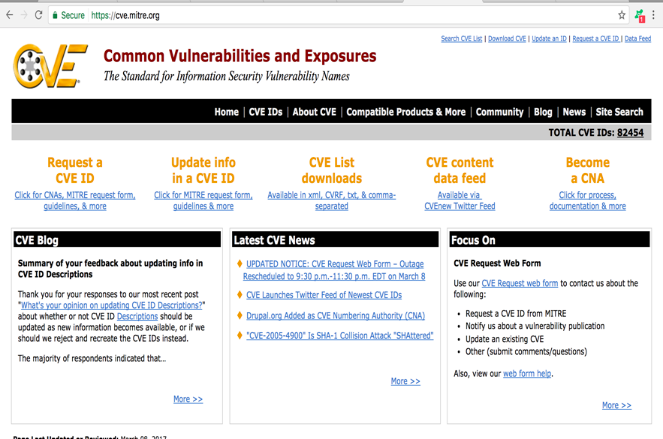 Secure https://cve.mitre.org
Search CVE List | Download CVE | Update an ID | Request a CVE ID | Data Feed
CVE
Common Vulnerabilities and Exposures
The Standard for Information Security Vulnerability Names
Home | CVE IDs | About CVE | Compatible Products & More | Community | Blog | News | Site Search
TOTAL CVE IDs: 82454
Request a
CVE ID
Click for CNAs, MITRE request form,
guidelines, & more
Update info
in a CVE ID
Click for MITRE request form,
guidelines & more
CVE List
downloads
Available in xml, CVRF, txt, & comma-
separated
CVE content
data feed
Available via
CVEnew Twitter Feed
Become
a CNA
Click for process,
documentation & more
CVE Blog
Summary of your feedback about updating info in
CVE ID Descriptions
Thank you for your responses to our most recent post
"What's your opinion on updating CVE ID Descriptions?"
about whether or not CVE ID Descriptions should be
updated as new information becomes available, or if we
should we reject and recreate the CVE IDs instead.
The majority of respondents indicated that...
More >>
Latest CVE News
UPDATED NOTICE: CVE Request Web Form – Outage
Rescheduled to 9:30 p.m.-11:30 p.m. EDT on March 8
CVE Launches Twitter Feed of Newest CVE IDs
Drupal.org Added as CVE Numbering Authority (CNA)
"CVE-2005-4900" Is SHA-1 Collision Attack "SHAttered"
More >>
Focus On
CVE Request Web Form
Use our CVE Request web form to contact us about the
following:
• Request a CVE ID from MITRE
• Notify us about a vulnerability publication
• Update an existing CVE
• Other (submit comments/questions)
Also, view our web form help.
More >>
Page Last Updated or Reviewed: March 08, 2017